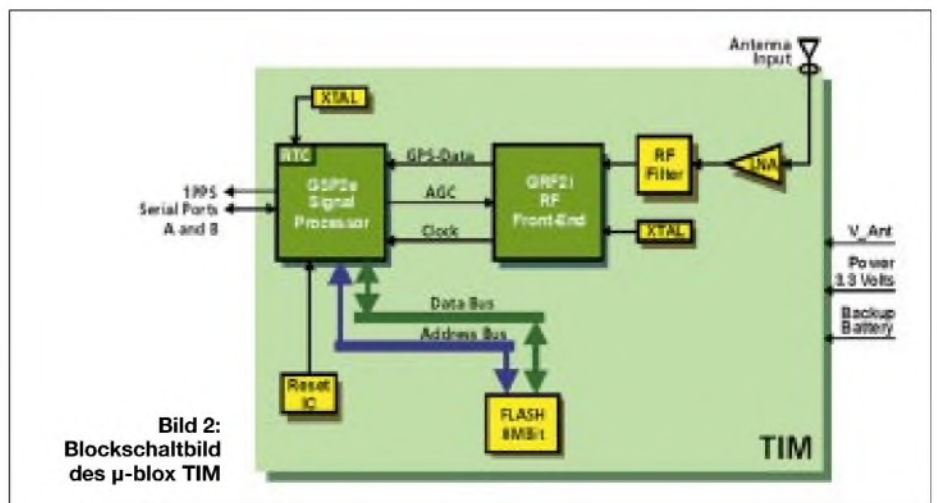 Antenna
Input
XTAL
RTC
GSP2e
Signal
Processor
GPS-Data
AGC
Clock
GRF2i
RF
Front-End
RF
Filter
LNA
XTAL
1PPS
Serial Ports
A and B
V_Ant
Power
3.3 Volts
Backup
Battery
Data Bus
Address Bus
Reset
IC
FLASH
8MBit
TIM
Bild 2:
Blockschaltbild
des µ-blox TIM